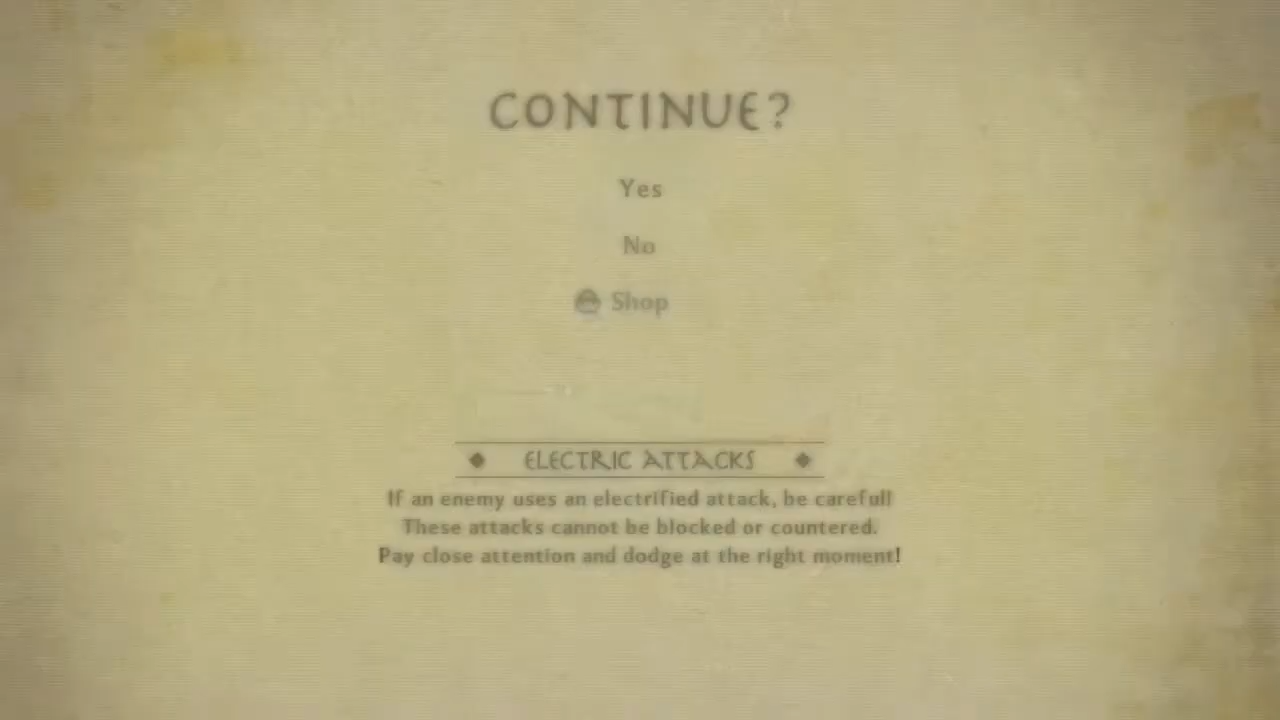 CONTINUE?
Yes
No
Shop
ELECTRIC ATTACKS
If an enemy uses an electrified attack, be careful!
These attacks cannot be blocked or countered.
Pay close attention and dodge at the right moment!